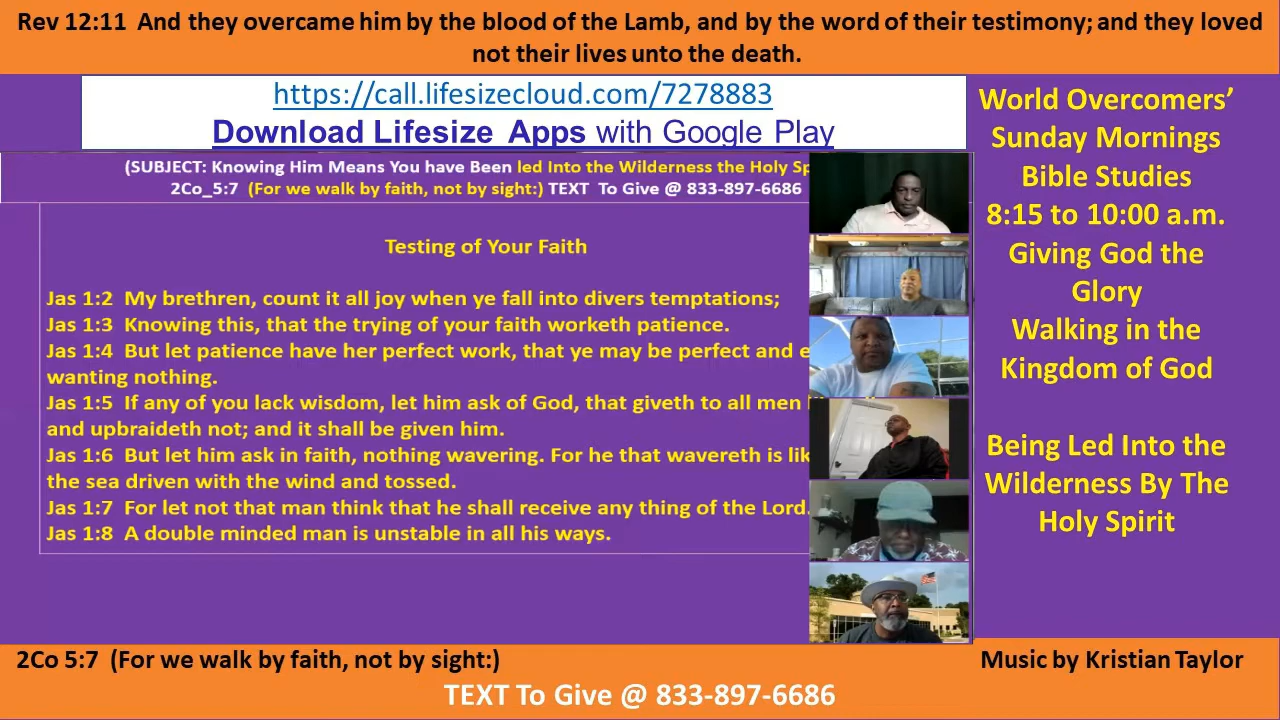 Rev 12:11  And they overcame him by the blood of the Lamb, and by the word of their testimony; and they loved
not their lives unto the death.
https://call.lifesizecloud.com/7278883
Download Lifesize Apps with Google Play
(SUBJECT: Knowing Him Means You have Been led Into the Wilderness the Holy Sp
2Co_5:7  (For we walk by faith, not by sight:) TEXT  To Give @ 833-897-6686
Testing of Your Faith
Jas 1:2  My brethren, count it all joy when ye fall into divers temptations;
Jas 1:3  Knowing this, that the trying of your faith worketh patience.
Jas 1:4  But let patience have her perfect work, that ye may be perfect and e
wanting nothing.
Jas 1:5  If any of you lack wisdom, let him ask of God, that giveth to all men
and upbraideth not; and it shall be given him.
Jas 1:6  But let him ask in faith, nothing wavering. For he that wavereth is lik
the sea driven with the wind and tossed.
Jas 1:7  For let not that man think that he shall receive any thing of the Lord.
Jas 1:8  A double minded man is unstable in all his ways.
World Overcomers'
Sunday Mornings
Bible Studies
8:15 to 10:00 a.m.
Giving God the
Glory
Walking in the
Kingdom of God
Being Led Into the
Wilderness By The
Holy Spirit
2Co 5:7  (For we walk by faith, not by sight:)
Music by Kristian Taylor
TEXT To Give @ 833-897-6686